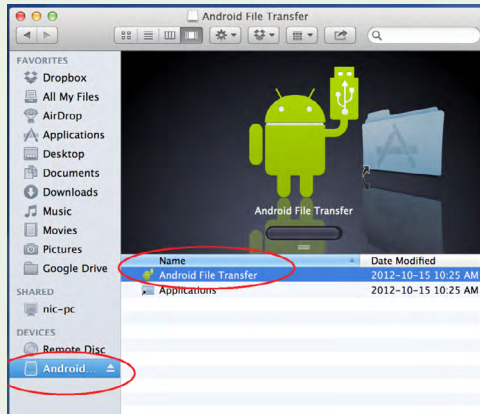 Android File Transfer
FAVORITES
Dropbox
All My Files
AirDrop
Applications
Desktop
Documents
Downloads
Music
Movies
Pictures
Google Drive
SHARED
nic-pc
DEVICES
Remote Disc
Android...
Android File Transfer
Name Date Modified
Android File Transfer 2012-10-15 10:25 AM
Applications 2012-10-15 10:25 AM